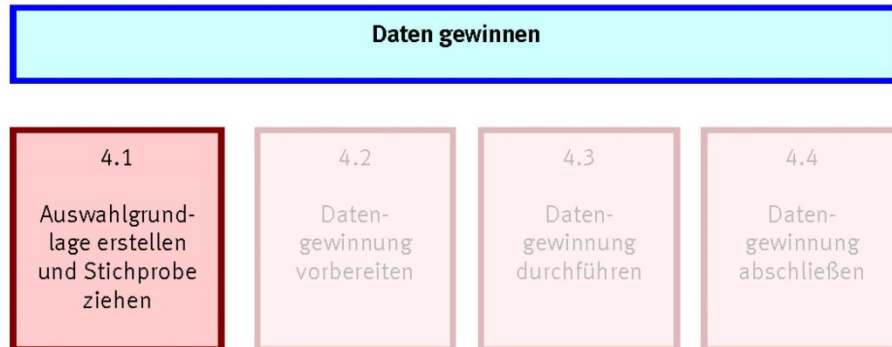 Daten gewinnen
4.1
Auswahlgrund-
lage erstellen
und Stichprobe
ziehen
4.2
Daten-
gewinnung
vorbereiten
4.3
Daten-
gewinnung
durchführen
4.4
Daten-
gewinnung
abschließen